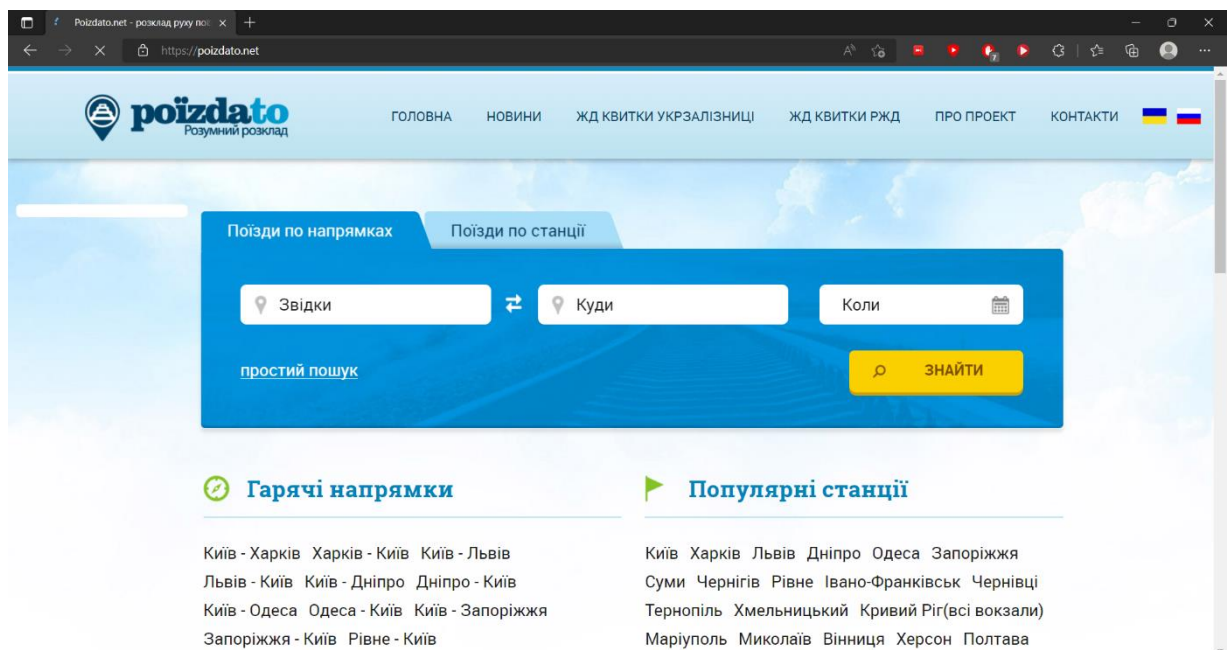 Poizdato.net - розклад руху пої
https://poizdato.net
poïzdato
Розумний розклад
ГОЛОВНА НОВИНИ ЖД КВИТКИ УКРЗАЛІЗНИЦІ ЖД КВИТКИ РЖД ПРО ПРОЕКТ КОНТАКТИ
Поїзди по напрямках Поїзди по станції
Звідки Куди Коли
простий пошук ЗНАЙТИ
Гарячі напрямки
Київ - Харків Харків - Київ Київ - Львів
Львів - Київ Київ - Дніпро Дніпро - Київ
Київ - Одеса Одеса - Київ Київ - Запоріжжя
Запоріжжя - Київ Рівне - Київ
Популярні станції
Київ Харків Львів Дніпро Одеса Запоріжжя
Суми Чернігів Рівне Івано-Франківськ Чернівці
Тернопіль Хмельницький Кривий Ріг(всі вокзали)
Маріуполь Миколаїв Вінниця Херсон Полтава